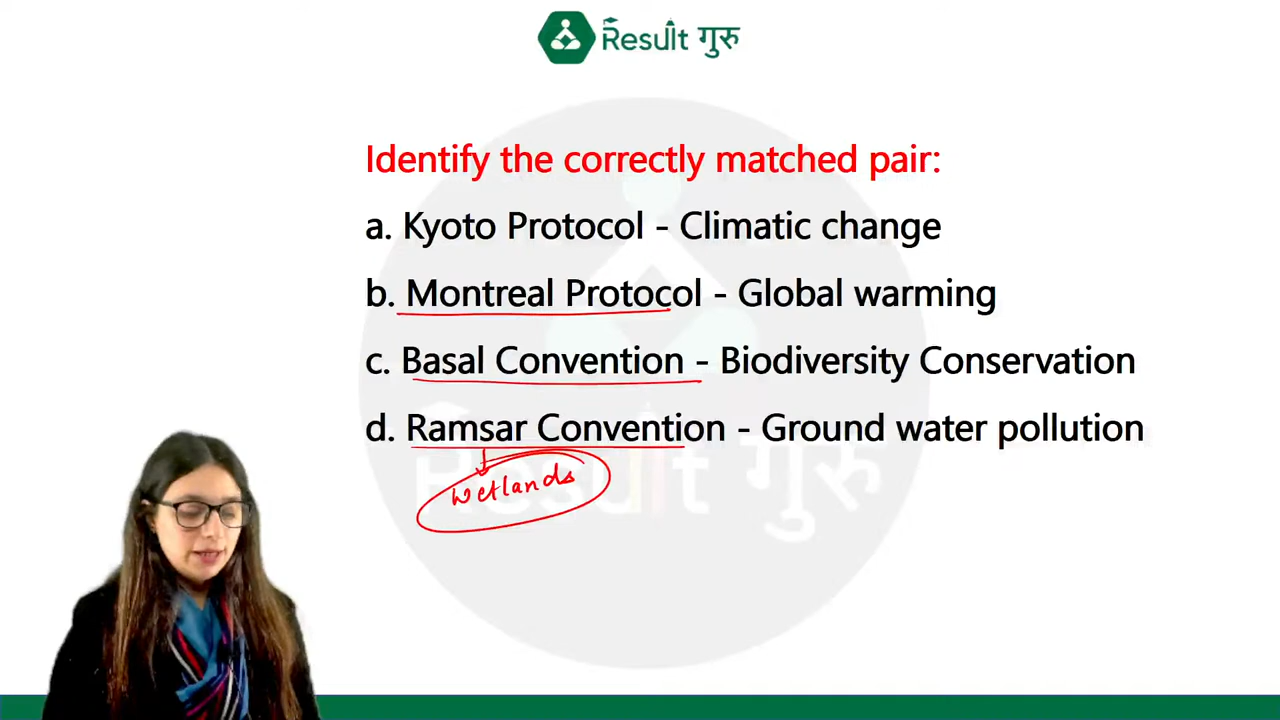 Result गुरु
Identify the correctly matched pair:
a. Kyoto Protocol - Climatic change
b. Montreal Protocol - Global warming
c. Basal Convention - Biodiversity Conservation
d. Ramsar Convention - Ground water pollution
wetlands
Result गुरु